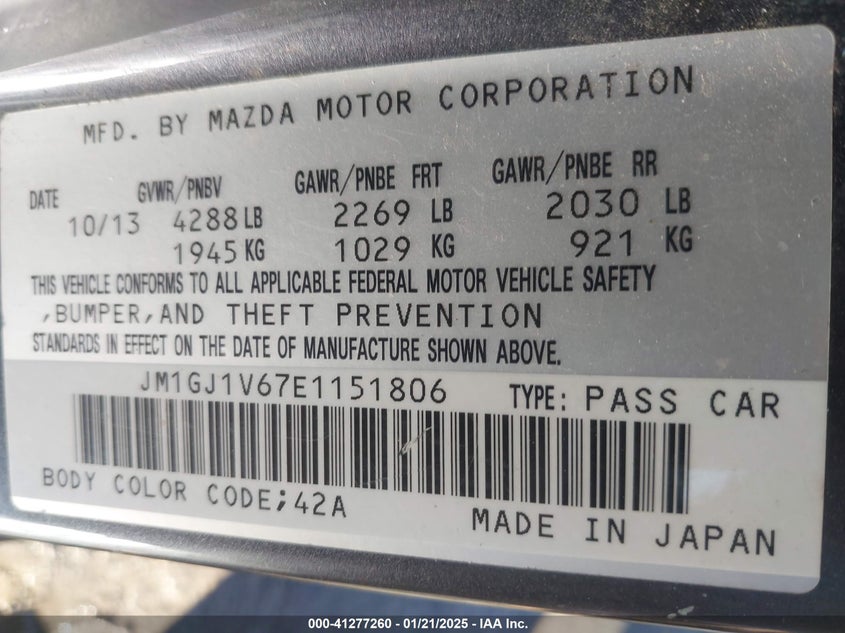 MFD. BY MAZDA MOTOR CORPORATION
DATE GVWR/PNBV GAWR/PNBE FRT GAWR/PNBE RR
10/13 4288 LB 2269 LB 2030 LB
1945 KG 1029 KG 921 KG
THIS VEHICLE CONFORMS TO ALL APPLICABLE FEDERAL MOTOR VEHICLE SAFETY
,BUMPER,AND THEFT PREVENTION
STANDARDS IN EFFECT ON THE DATE OF MANUFACTURE SHOWN ABOVE.
JM1GJ1V67E1151806 TYPE: PASS CAR
BODY COLOR CODE;42A
MADE IN JAPAN
000-41277260 - 01/21/2025 - IAA Inc.